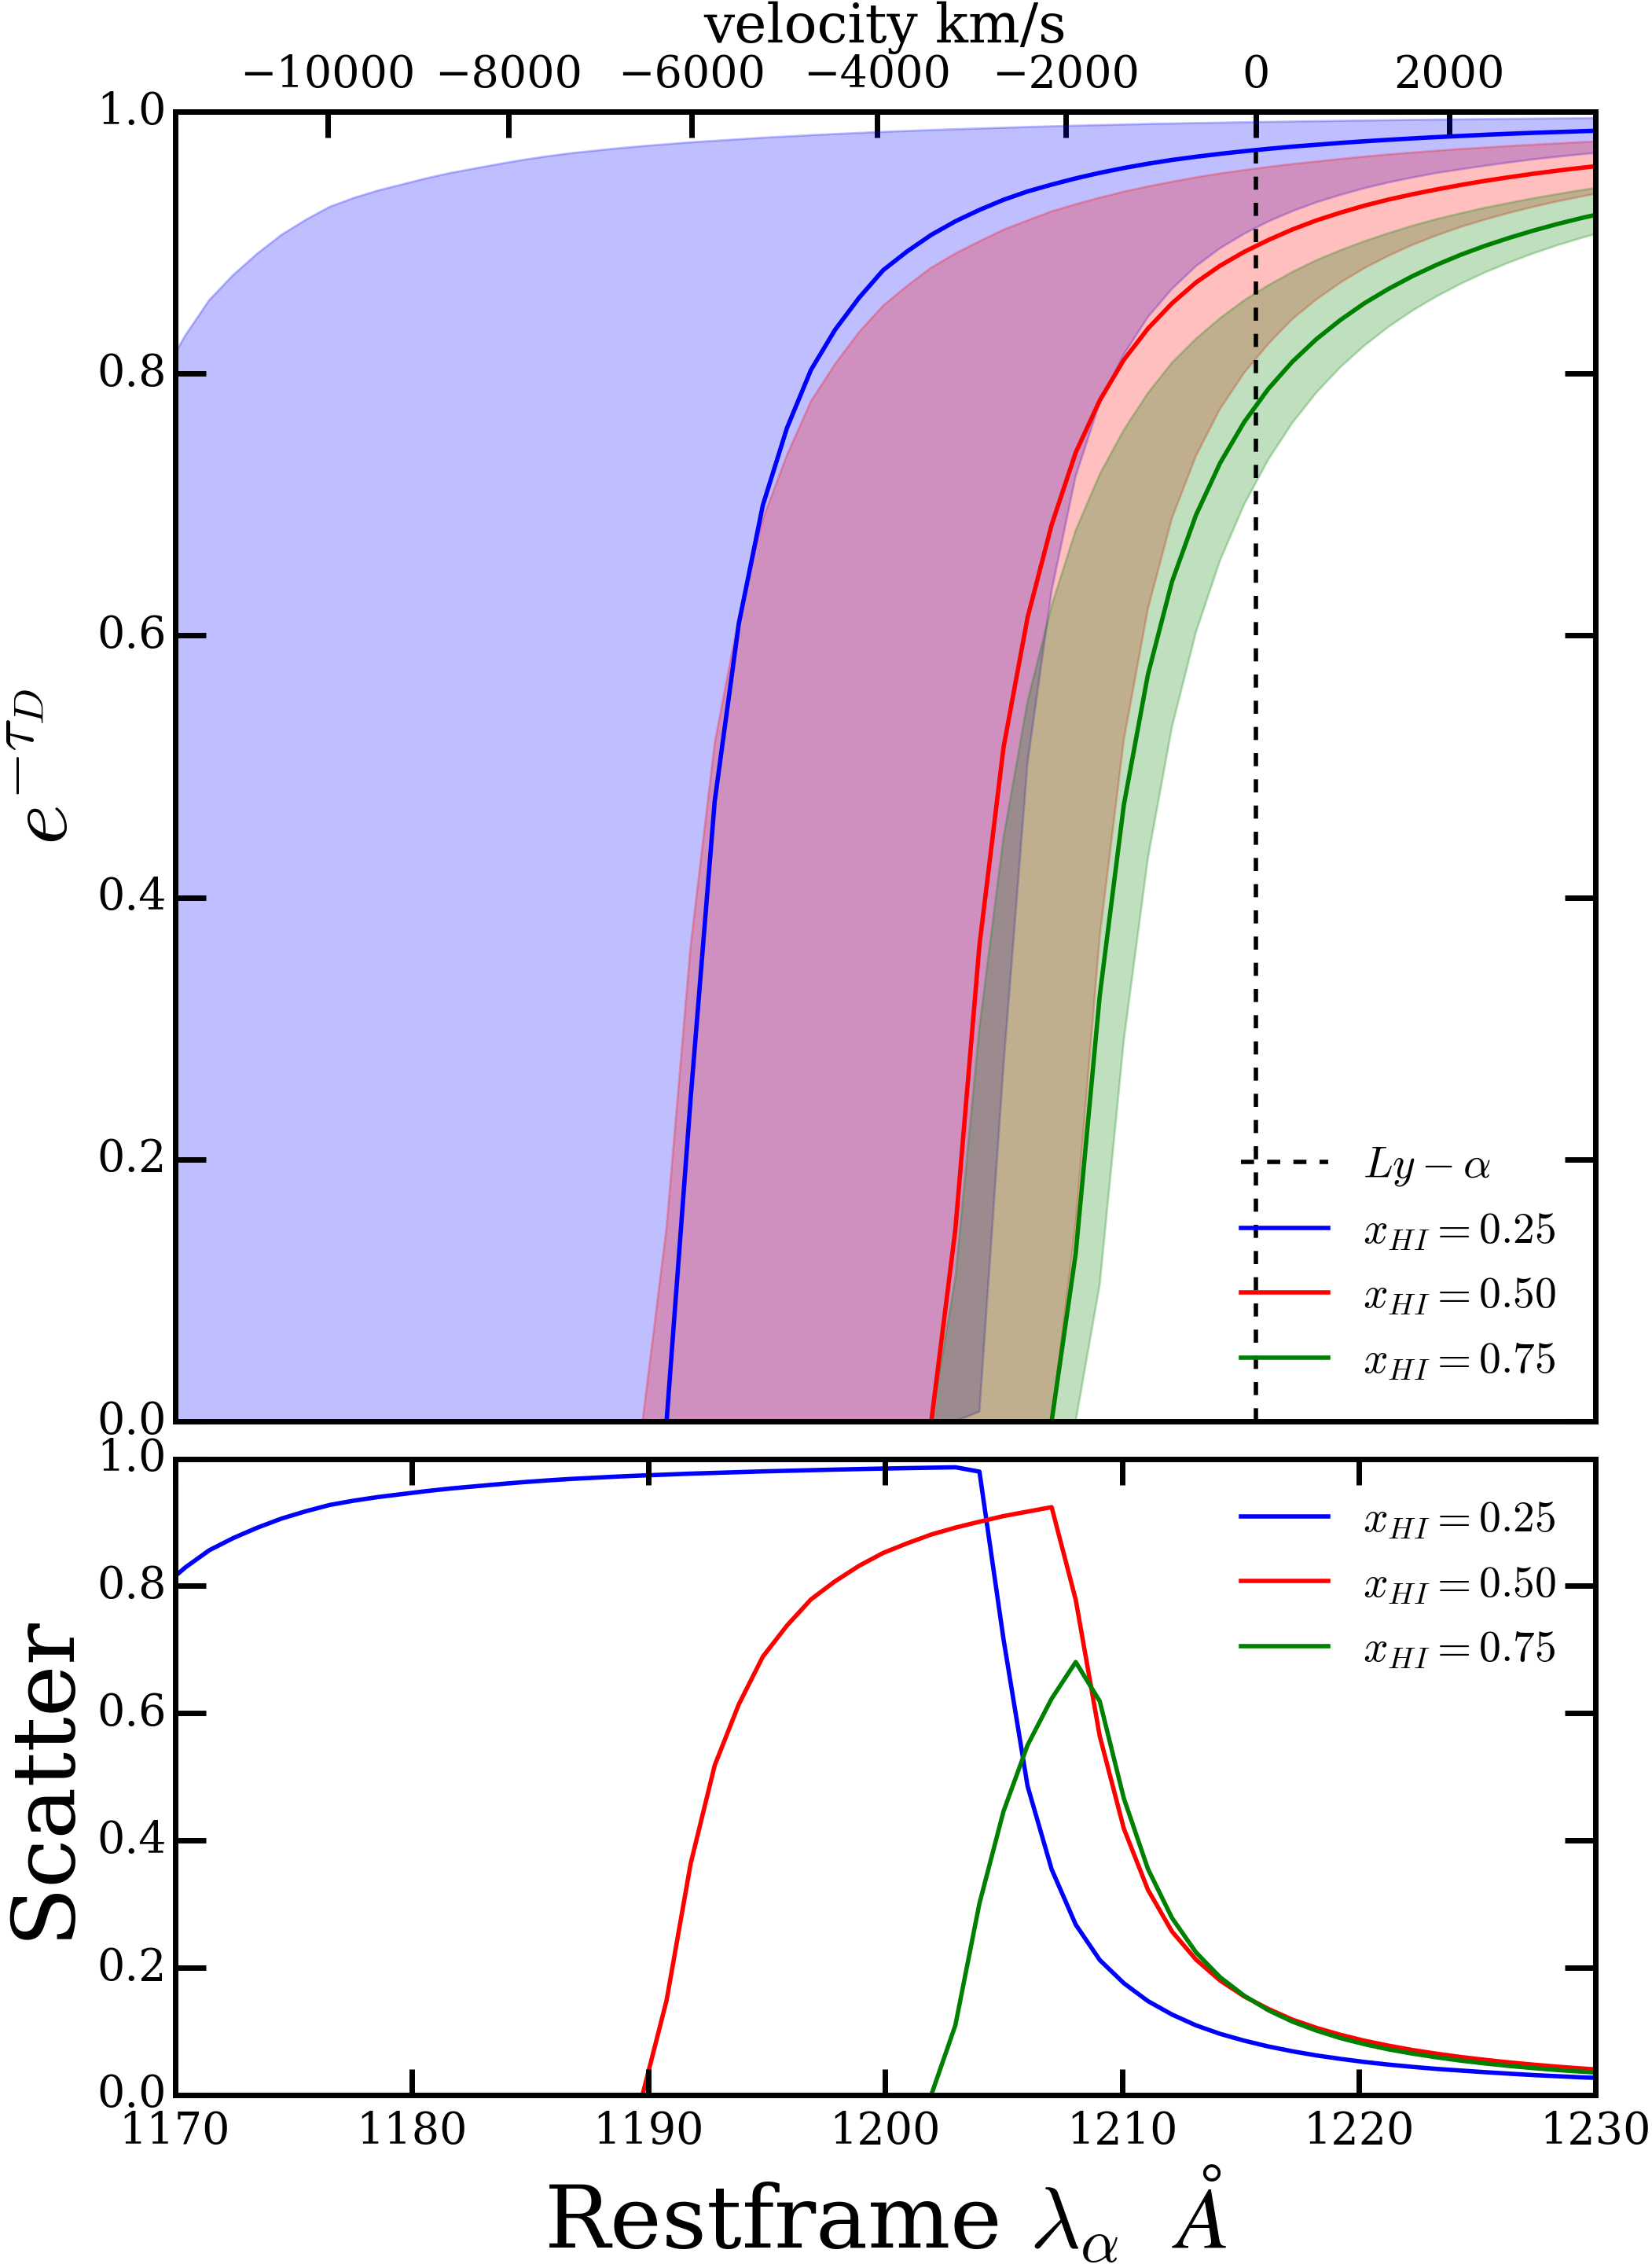 velocity km/s
−10000 −8000 −6000 −4000 −2000 0 2000
1.0
0.8
0.6
0.4
0.2
0.0
e^{−τ_D}
Ly − α
x_{HI} = 0.25
x_{HI} = 0.50
x_{HI} = 0.75
1.0
0.8
0.6
0.4
0.2
0.0
Scatter
x_{HI} = 0.25
x_{HI} = 0.50
x_{HI} = 0.75
1170 1180 1190 1200 1210 1220 1230
Restframe λ_α Å